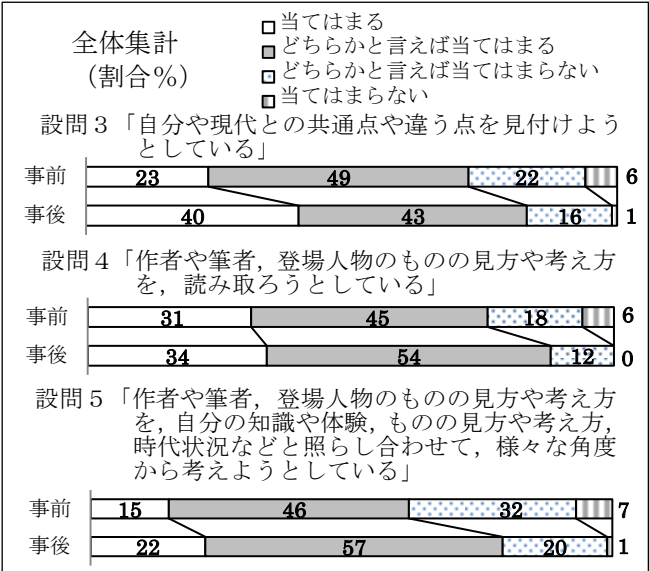 全体集計
(割合％)
当てはまる
どちらかと言えば当てはまる
どちらかと言えば当てはまらない
当てはまらない
設問３「自分や現代との共通点や違う点を見付けよう
としている」
事前 23 49 22 6
事後 40 43 16 1
設問４「作者や筆者，登場人物のものの見方や考え方
を，読み取ろうとしている」
事前 31 45 18 6
事後 34 54 12 0
設問５「作者や筆者，登場人物のものの見方や考え方
を，自分の知識や体験，ものの見方や考え方，
時代状況などと照らし合わせて，様々な角度
から考えようとしている」
事前 15 46 32 7
事後 22 57 20 1